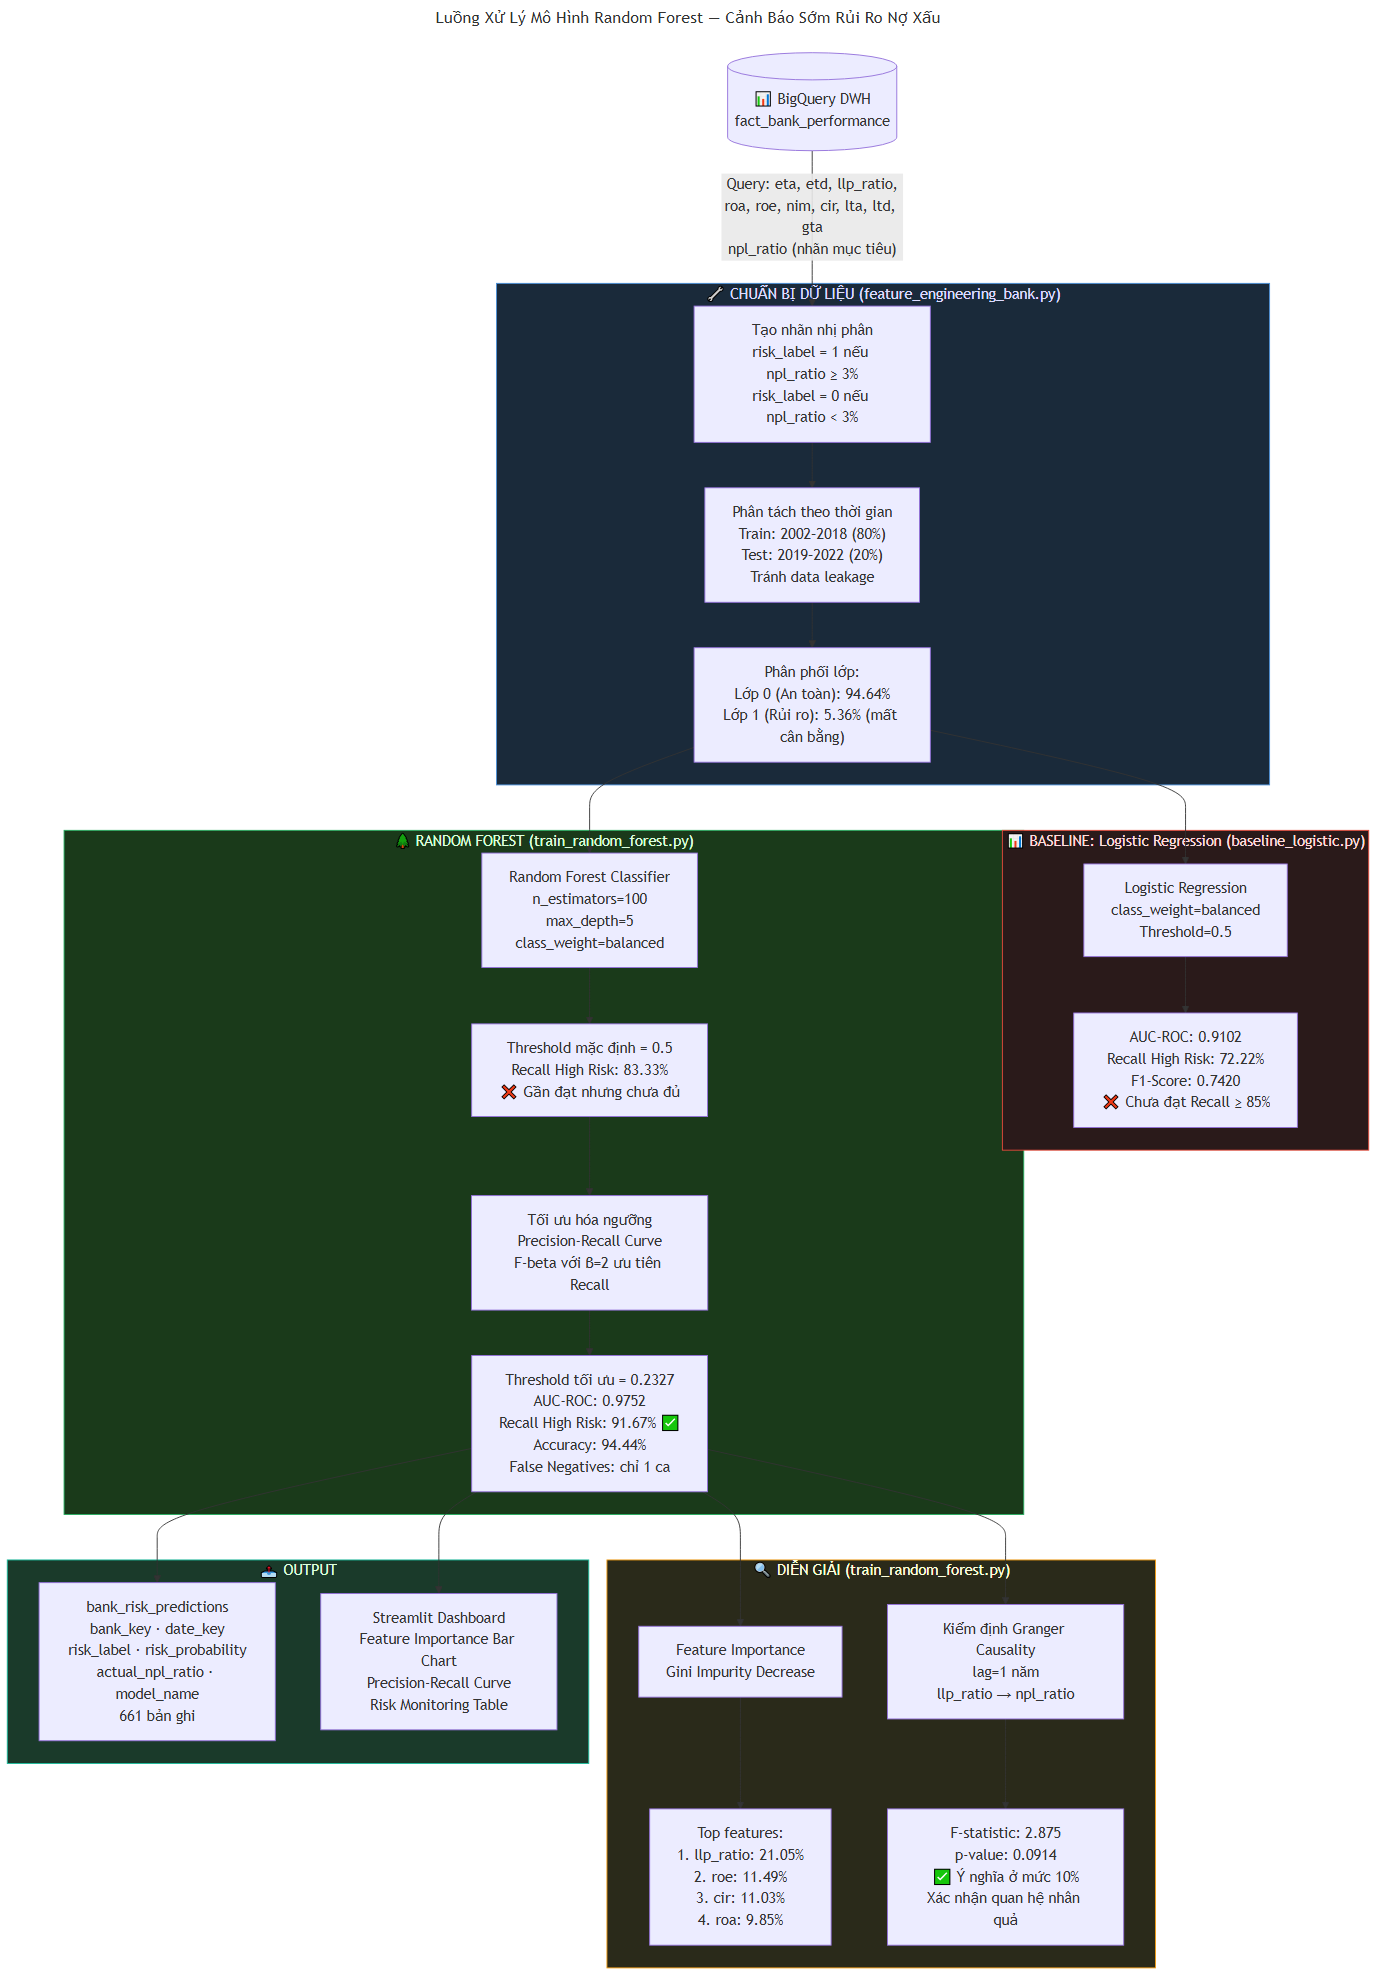 Luồng Xử Lý Mô Hình Random Forest — Cảnh Báo Sớm Rủi Ro Nợ Xấu
📊 BigQuery DWH
fact_bank_performance
Query: eta, etd, llp_ratio,
roa, roe, nim, cir, lta, ltd,
gta
npl_ratio (nhãn mục tiêu)
🔧 CHUẨN BỊ DỮ LIỆU (feature_engineering_bank.py)
Tạo nhãn nhị phân
risk_label = 1 nếu
npl_ratio ≥ 3%
risk_label = 0 nếu
npl_ratio < 3%
Phân tách theo thời gian
Train: 2002-2018 (80%)
Test: 2019-2022 (20%)
Tránh data leakage
Phân phối lớp:
Lớp 0 (An toàn): 94.64%
Lớp 1 (Rủi ro): 5.36% (mất
cân bằng)
🌲 RANDOM FOREST (train_random_forest.py)
Random Forest Classifier
n_estimators=100
max_depth=5
class_weight=balanced
Threshold mặc định = 0.5
Recall High Risk: 83.33%
❌ Gần đạt nhưng chưa đủ
Tối ưu hóa ngưỡng
Precision-Recall Curve
F-beta với β=2 ưu tiên
Recall
Threshold tối ưu = 0.2327
AUC-ROC: 0.9752
Recall High Risk: 91.67% ✅
Accuracy: 94.44%
False Negatives: chỉ 1 ca
📊 BASELINE: Logistic Regression (baseline_logistic.py)
Logistic Regression
class_weight=balanced
Threshold=0.5
AUC-ROC: 0.9102
Recall High Risk: 72.22%
F1-Score: 0.7420
❌ Chưa đạt Recall ≥ 85%
📤 OUTPUT
bank_risk_predictions
bank_key · date_key
risk_label · risk_probability
actual_npl_ratio ·
model_name
661 bản ghi
Streamlit Dashboard
Feature Importance Bar
Chart
Precision-Recall Curve
Risk Monitoring Table
🔍 DIỄN GIẢI (train_random_forest.py)
Feature Importance
Gini Impurity Decrease
Kiểm định Granger
Causality
lag=1 năm
llp_ratio → npl_ratio
Top features:
1. llp_ratio: 21.05%
2. roe: 11.49%
3. cir: 11.03%
4. roa: 9.85%
F-statistic: 2.875
p-value: 0.0914
✅ Ý nghĩa ở mức 10%
Xác nhận quan hệ nhân
quả